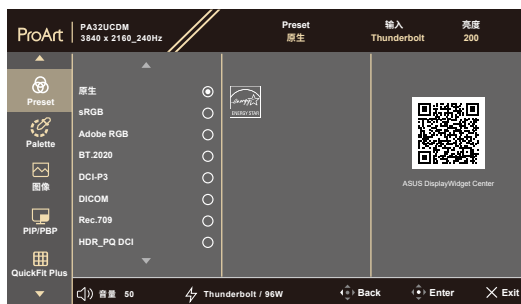 ProArt
PA32UCDM
3840 x 2160_240Hz
Preset
原生
输入
Thunderbolt
亮度
200
Preset
Palette
图像
PIP/PBP
QuickFit Plus
原生
sRGB
Adobe RGB
BT.2020
DCI-P3
DICOM
Rec.709
HDR_PQ DCI
energy
ENERGY STAR
ASUS DisplayWidget Center
音量 50
Thunderbolt / 96W
Back
Enter
Exit